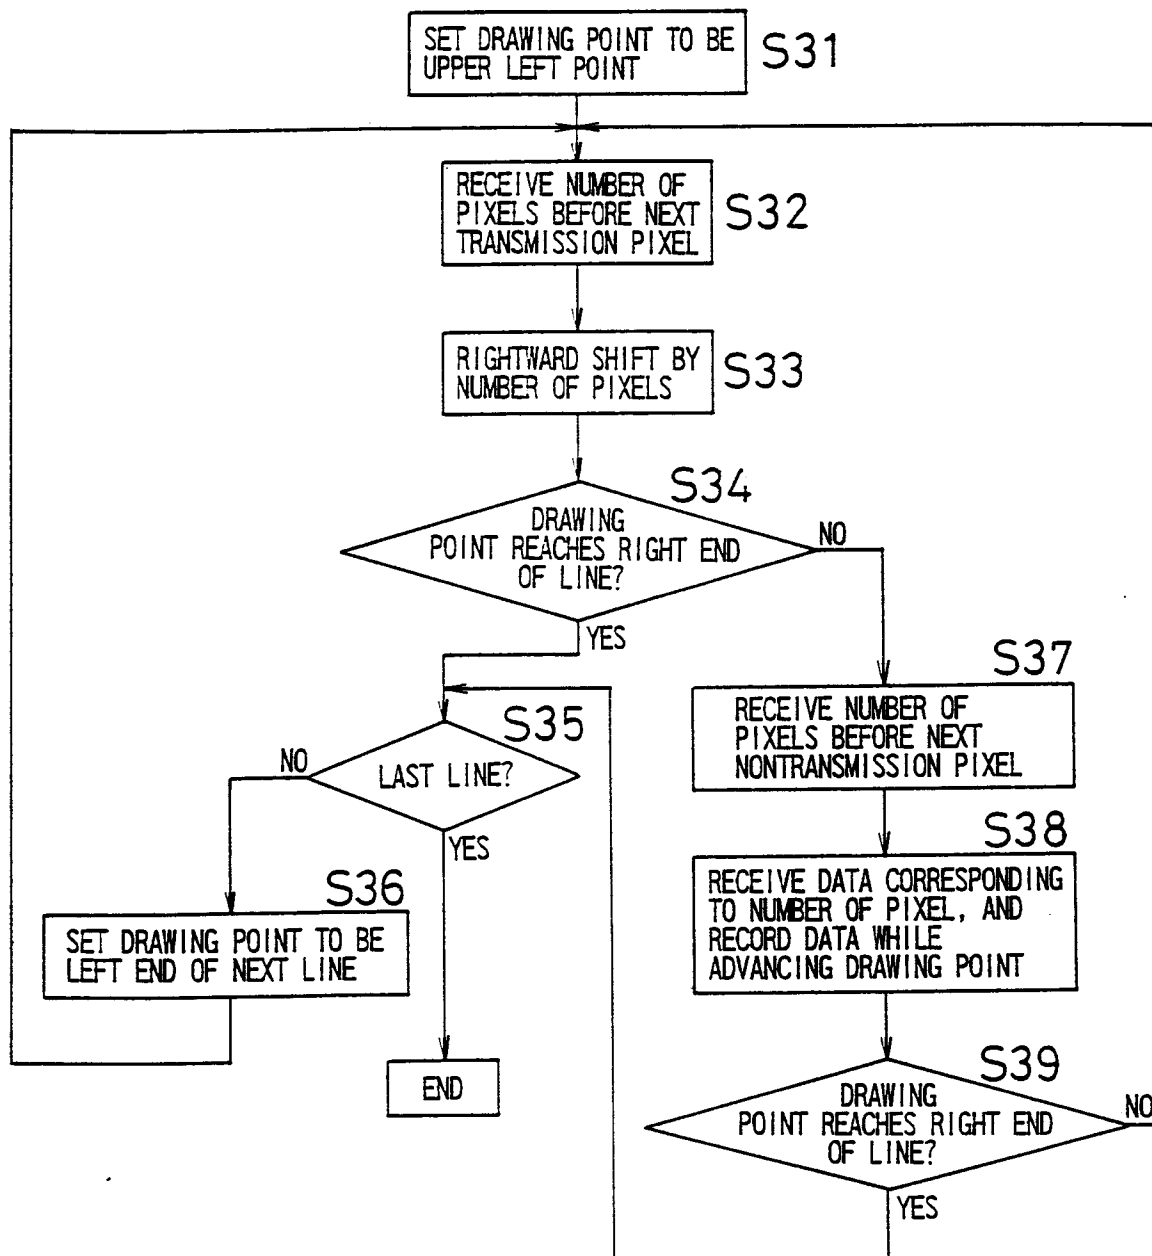 SET DRAWING POINT TO BE
UPPER LEFT POINT
S31
RECEIVE NUMBER OF
PIXELS BEFORE NEXT
TRANSMISSION PIXEL
S32
RIGHTWARD SHIFT BY
NUMBER OF PIXELS
S33
S34
DRAWING
POINT REACHES RIGHT END
OF LINE?
NO
YES
S35
LAST LINE?
NO
YES
S36
SET DRAWING POINT TO BE
LEFT END OF NEXT LINE
END
S37
RECEIVE NUMBER OF
PIXELS BEFORE NEXT
NONTRANSMISSION PIXEL
S38
RECEIVE DATA CORRESPONDING
TO NUMBER OF PIXEL, AND
RECORD DATA WHILE
ADVANCING DRAWING POINT
S39
DRAWING
POINT REACHES RIGHT END
OF LINE?
NO
YES